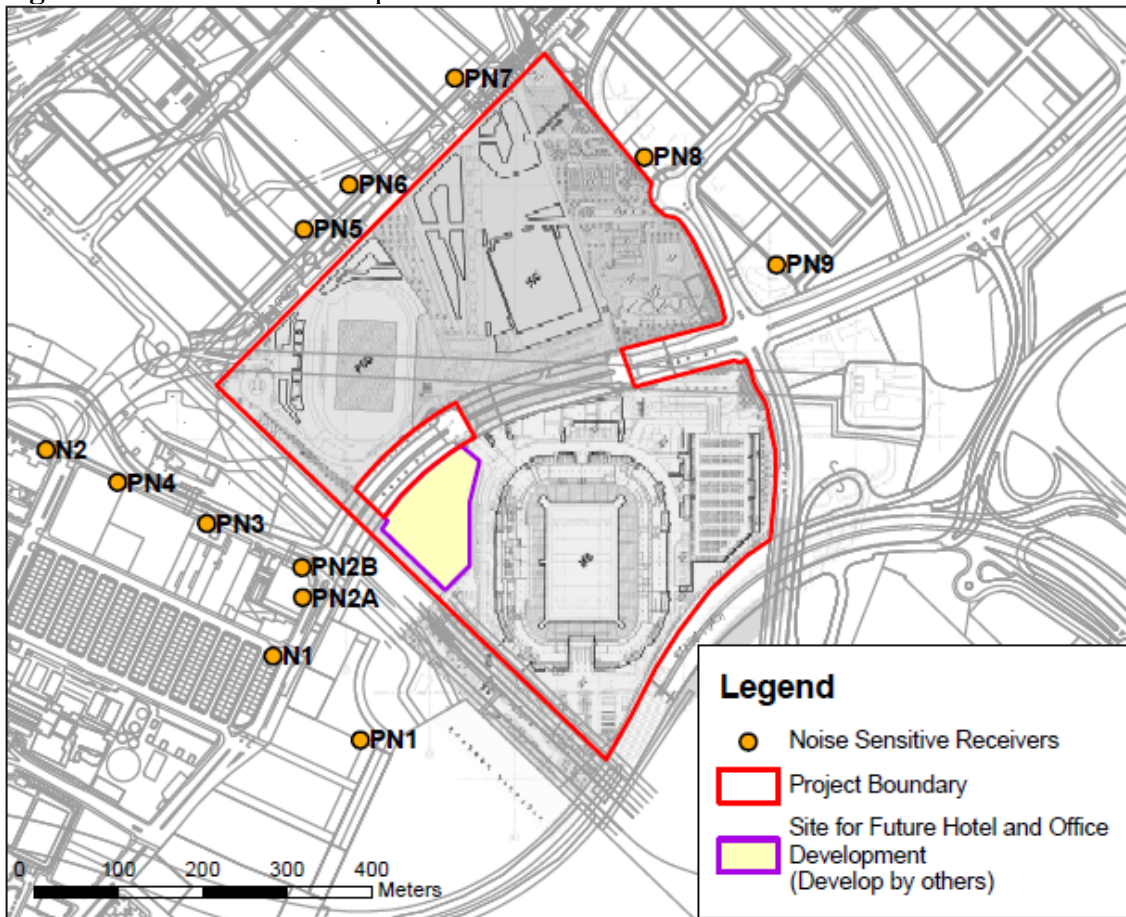 PN7
PN8
PN6
PN5
PN9
N2
PN4
PN3
PN2B
PN2A
N1
PN1
Legend
Noise Sensitive Receivers
Project Boundary
Site for Future Hotel and Office
Development
(Develop by others)
0 100 200 300 400
Meters